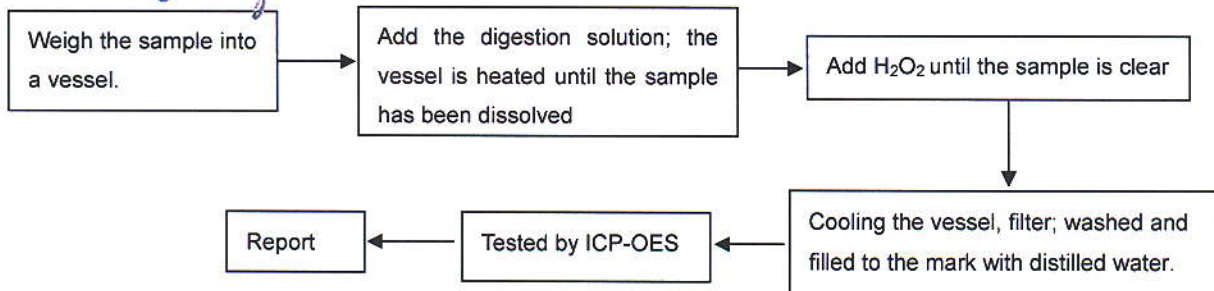 Weigh the sample into
a vessel.
Add the digestion solution; the
vessel is heated until the sample
has been dissolved
Add H₂O₂ until the sample is clear
Cooling the vessel, filter; washed and
filled to the mark with distilled water.
Tested by ICP-OES
Report